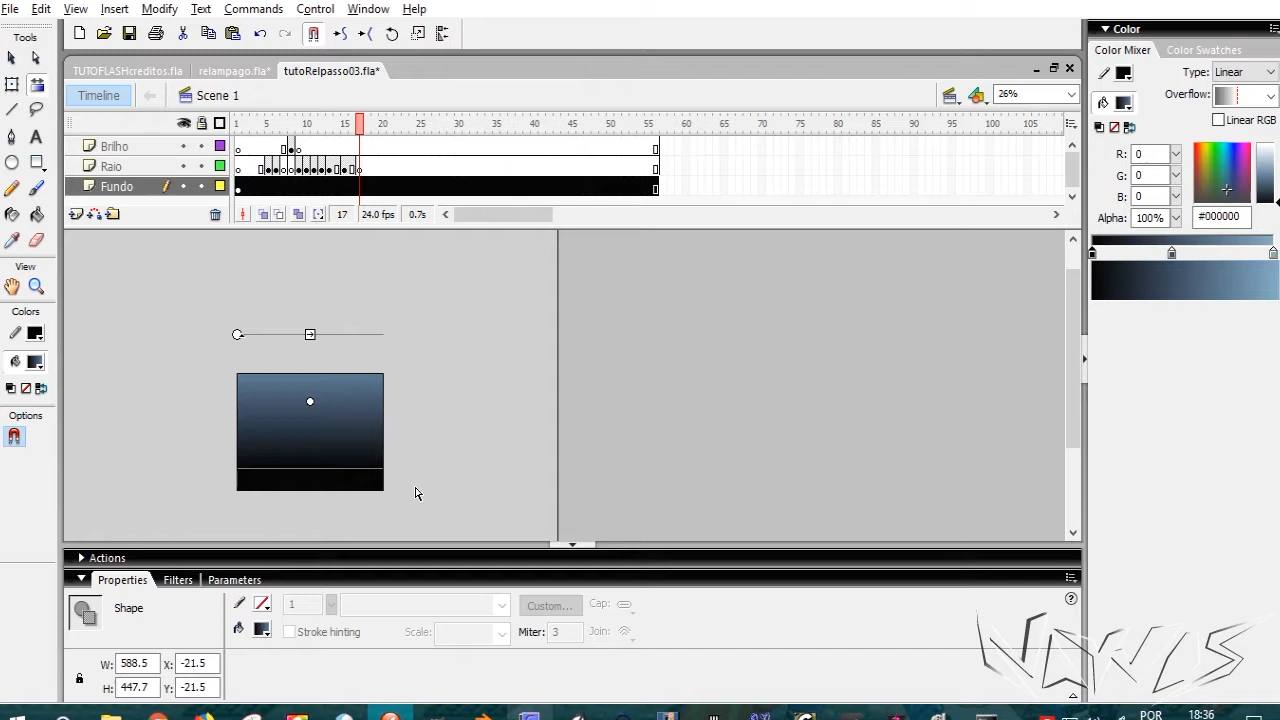 File Edit View Insert Modify Text Commands Control Window Help
Tools
View
Colors
Options
TUTOFLASHcreditos.fla
relampago.fla*
tutoRelpasso03.fla*
Timeline
Scene 1
26%
1 5 10 15 20 25 30 35 40 45 50 55 60 65 70 75 80 85 90 95 100 105
Brilho
Raio
Fundo
17 24.0 fps 0.7s
Actions
Properties Filters Parameters
Shape
1
Custom...
Cap:
Stroke hinting
Scale:
Miter: 3
Join:
W: 588.5 X: -21.5
H: 447.7 Y: -21.5
Color
Color Mixer Color Swatches
Type: Linear
Overflow:
Linear RGB
R: 0
G: 0
B: 0
Alpha: 100% #000000
POR 18:36